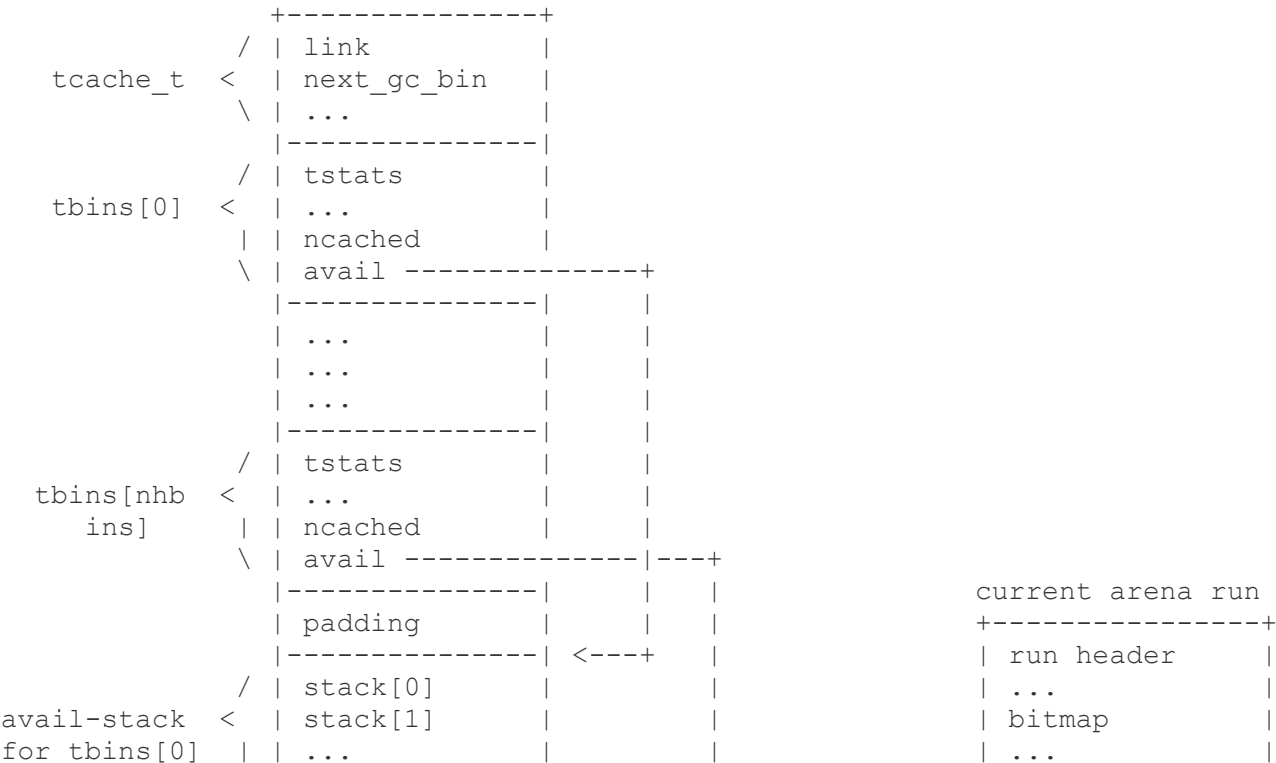 +---------------+
            / | link          |
  tcache_t  < | next_gc_bin   |
            \ | ...           |
              |---------------|
            / | tstats        |
  tbins[0]  < | ...           |
            | | ncached       |
            \ | avail --------------+
              |---------------|     |
              | ...           |     |
              | ...           |     |
              | ...           |     |
              |---------------|     |
            / | tstats        |     |
 tbins[nhb  < | ...           |     |
    ins]    | | ncached       |     |
            \ | avail --------------|---+
              |---------------|     |   |              current arena run
              | padding       |     |   |              +----------------+
              |---------------| <---+   |              | run header     |
            / | stack[0]      |         |              | ...            |
avail-stack < | stack[1]      |         |              | bitmap         |
for tbins[0] | | ...          |         |              | ...            |